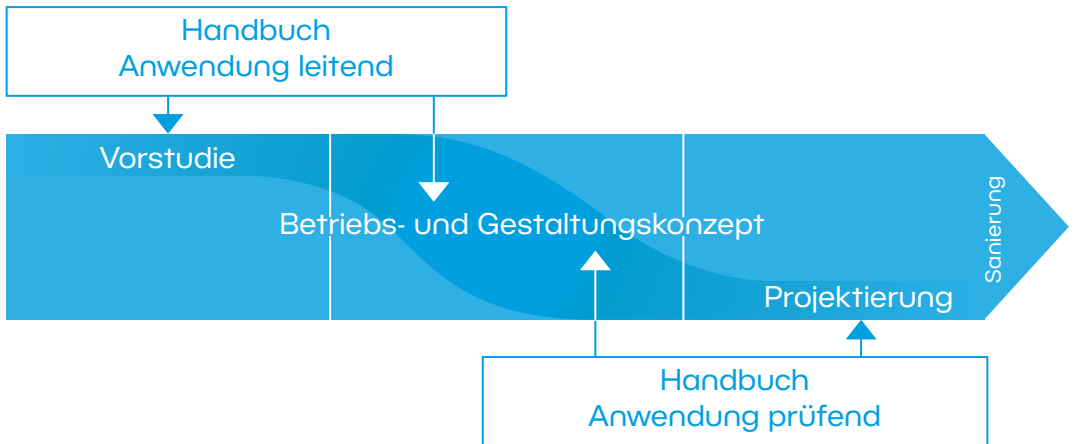 Handbuch
Anwendung leitend
Vorstudie
Betriebs- und Gestaltungskonzept
Projektierung
Sanierung
Handbuch
Anwendung prüfend